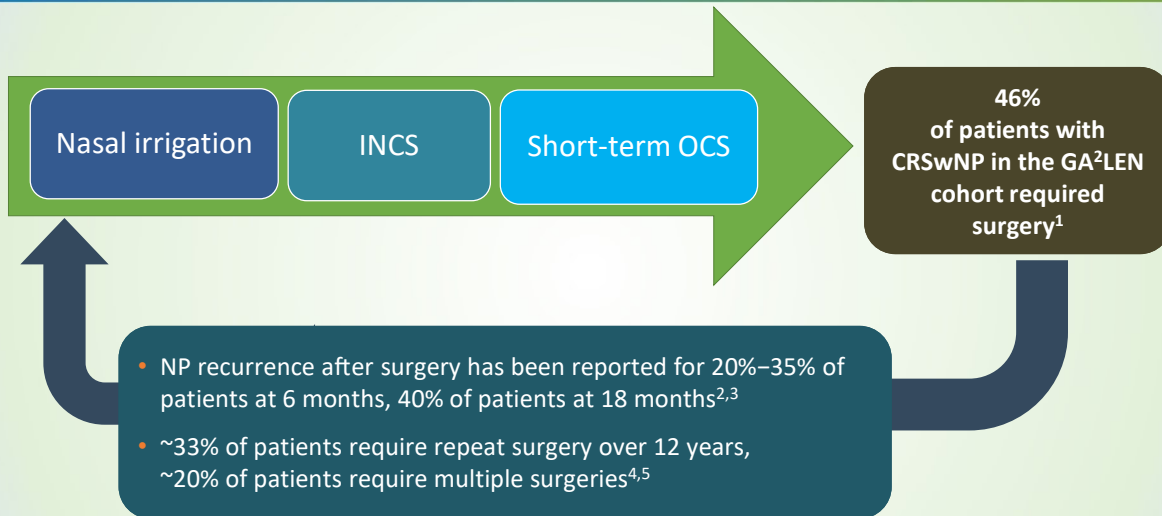 Nasal irrigation
INCS
Short-term OCS
46%
of patients with
CRSwNP in the GA²LEN
cohort required
surgery¹
• NP recurrence after surgery has been reported for 20%–35% of
patients at 6 months, 40% of patients at 18 months²,³
• ~33% of patients require repeat surgery over 12 years,
~20% of patients require multiple surgeries⁴,⁵